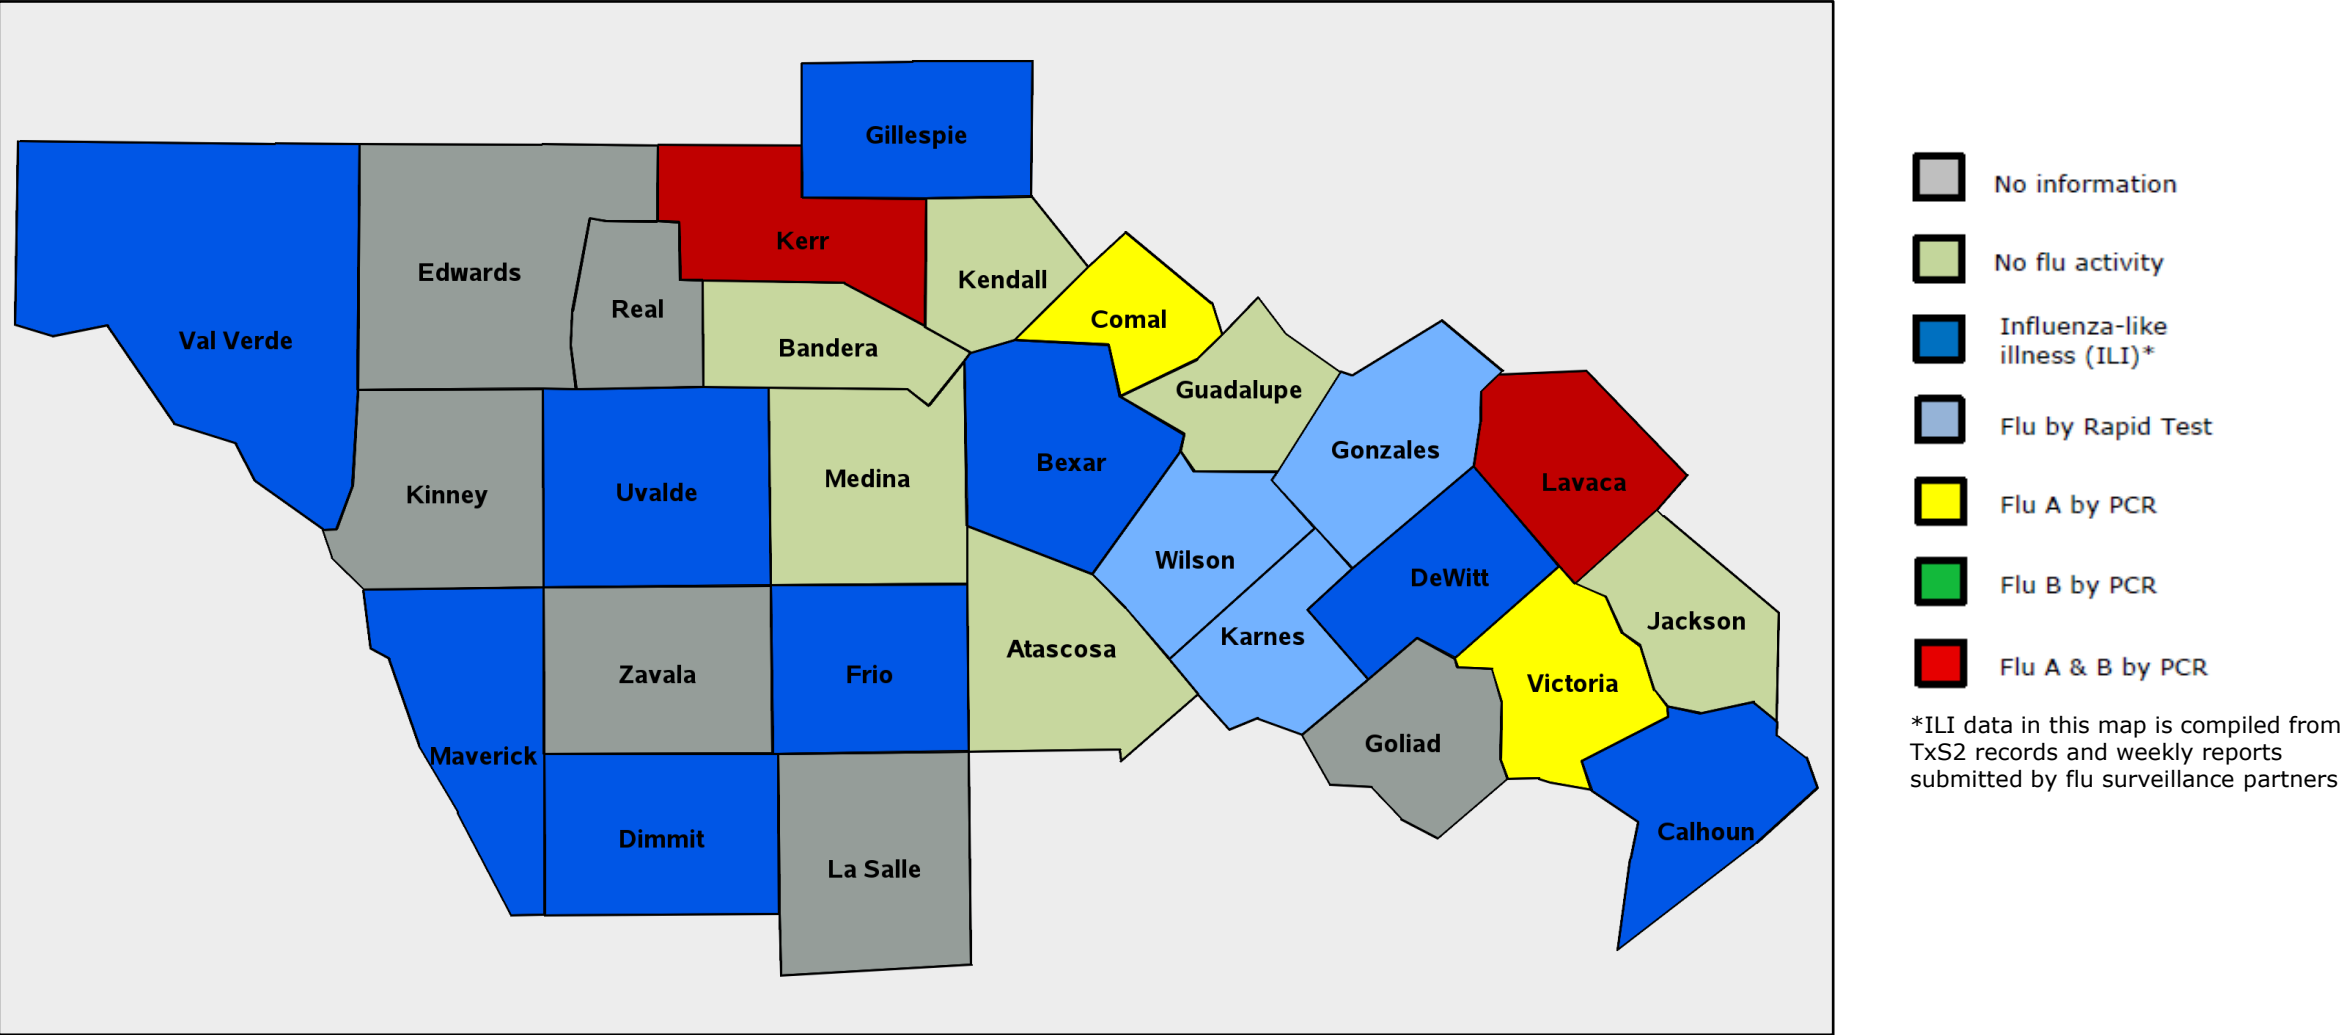 Gillespie
Kerr
Edwards
Kendall
Real
Comal
Val Verde
Bandera
Guadalupe
Gonzales
Bexar
Medina
Lavaca
Uvalde
Kinney
Wilson
DeWitt
Jackson
Karnes
Atascosa
Zavala
Frio
Victoria
Goliad
Maverick
Calhoun
Dimmit
La Salle
No information
No flu activity
Influenza-like
illness (ILI)*
Flu by Rapid Test
Flu A by PCR
Flu B by PCR
Flu A & B by PCR
*ILI data in this map is compiled from
TxS2 records and weekly reports
submitted by flu surveillance partners